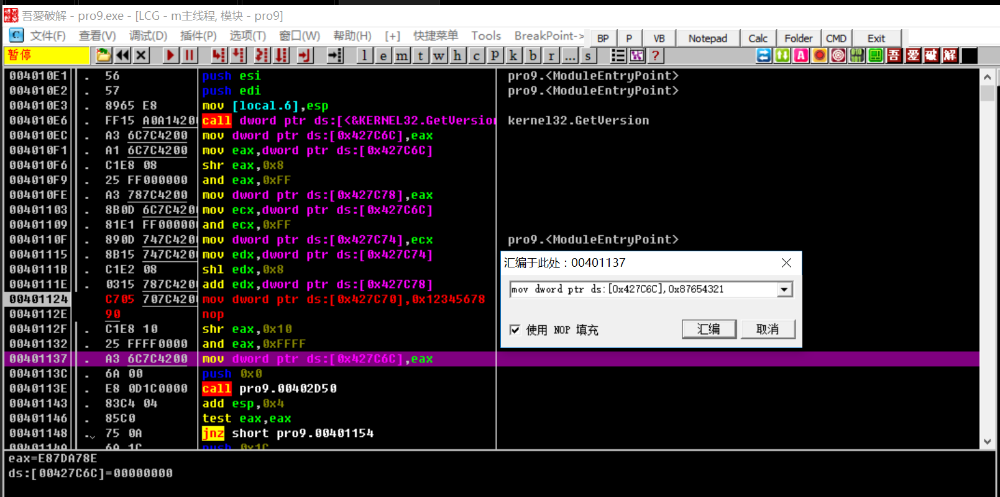 吾愛破解 - pro9.exe - [LCG - m主线程, 模块 - pro9]
文件(F) 查看(V) 调试(D) 插件(P) 选项(T) 窗口(W) 帮助(H) [+] 快捷菜单 Tools BreakPoint-> BP P VB Notepad Calc Folder CMD Exit
暂停 l e m t w h c P k b r ... s ? A 吾 爱 破 解
004010E1 . 56 push esi pro9.<ModuleEntryPoint>
004010E2 . 57 push edi pro9.<ModuleEntryPoint>
004010E3 . 8965 E8 mov [local.6],esp
004010E6 . FF15 A0A14200 call dword ptr ds:[<&KERNEL32.GetVersion kernel32.GetVersion
004010EC . A3 6C7C4200 mov dword ptr ds:[0x427C6C],eax
004010F1 . A1 6C7C4200 mov eax,dword ptr ds:[0x427C6C]
004010F6 . C1E8 08 shr eax,0x8
004010F9 . 25 FF000000 and eax,0xFF
004010FE . A3 787C4200 mov dword ptr ds:[0x427C78],eax
00401103 . 8B0D 6C7C4200 mov ecx,dword ptr ds:[0x427C6C]
00401109 . 81E1 FF000000 and ecx,0xFF
0040110F . 890D 747C4200 mov dword ptr ds:[0x427C74],ecx pro9.<ModuleEntryPoint>
00401115 . 8B15 747C4200 mov edx,dword ptr ds:[0x427C74]
0040111B . C1E2 08 shl edx,0x8
0040111E . 0315 787C4200 add edx,dword ptr ds:[0x427C78]
00401124 C705 707C4200 mov dword ptr ds:[0x427C70],0x12345678
0040112E 90 nop
0040112F . C1E8 10 shr eax,0x10
00401132 . 25 FFFF0000 and eax,0xFFFF
00401137 . A3 6C7C4200 mov dword ptr ds:[0x427C6C],eax
0040113C . 6A 00 push 0x0
0040113E . E8 0D1C0000 call pro9.00402D50
00401143 . 83C4 04 add esp,0x4
00401146 . 85C0 test eax,eax
00401148 . 75 0A jnz short pro9.00401154
0040114A . 6A 1C push 0x1C
汇编于此处：00401137
mov dword ptr ds:[0x427C6C],0x87654321
使用 NOP 填充 汇编 取消
eax=E87DA78E
ds:[00427C6C]=00000000